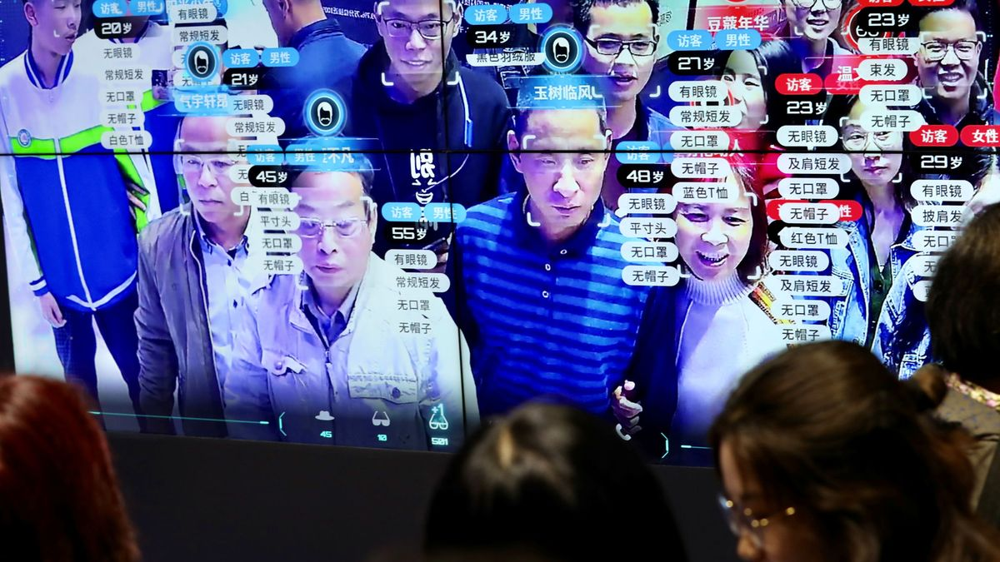 访客 男性
20岁
无眼镜
常规短发
无口罩
无帽子
白色T恤
有眼镜
常规短发
访客 男性
21岁
气宇轩昂
无眼镜
常规短发
访客 男性
不凡
45岁
有眼镜
平寸头
无口罩
无帽子
访客 男性
55岁
有眼镜
常规短发
无口罩
无帽子
访客 男性
34岁
黑色羽绒服
玉树临风
访客
48岁
无眼镜
平寸头
无口罩
无帽子
豆蔻年华
访客 男性
27岁
有眼镜
常规短发
无口罩
无帽子
蓝色T恤
访客
23岁
无眼镜
及肩短发
无口罩
无帽子
红色T恤
无眼镜
及肩短发
无口罩
无帽子
23岁
有眼镜
束发
无口罩
无帽子
访客 女性
29岁
有眼镜
披肩发
45
10
+1
501